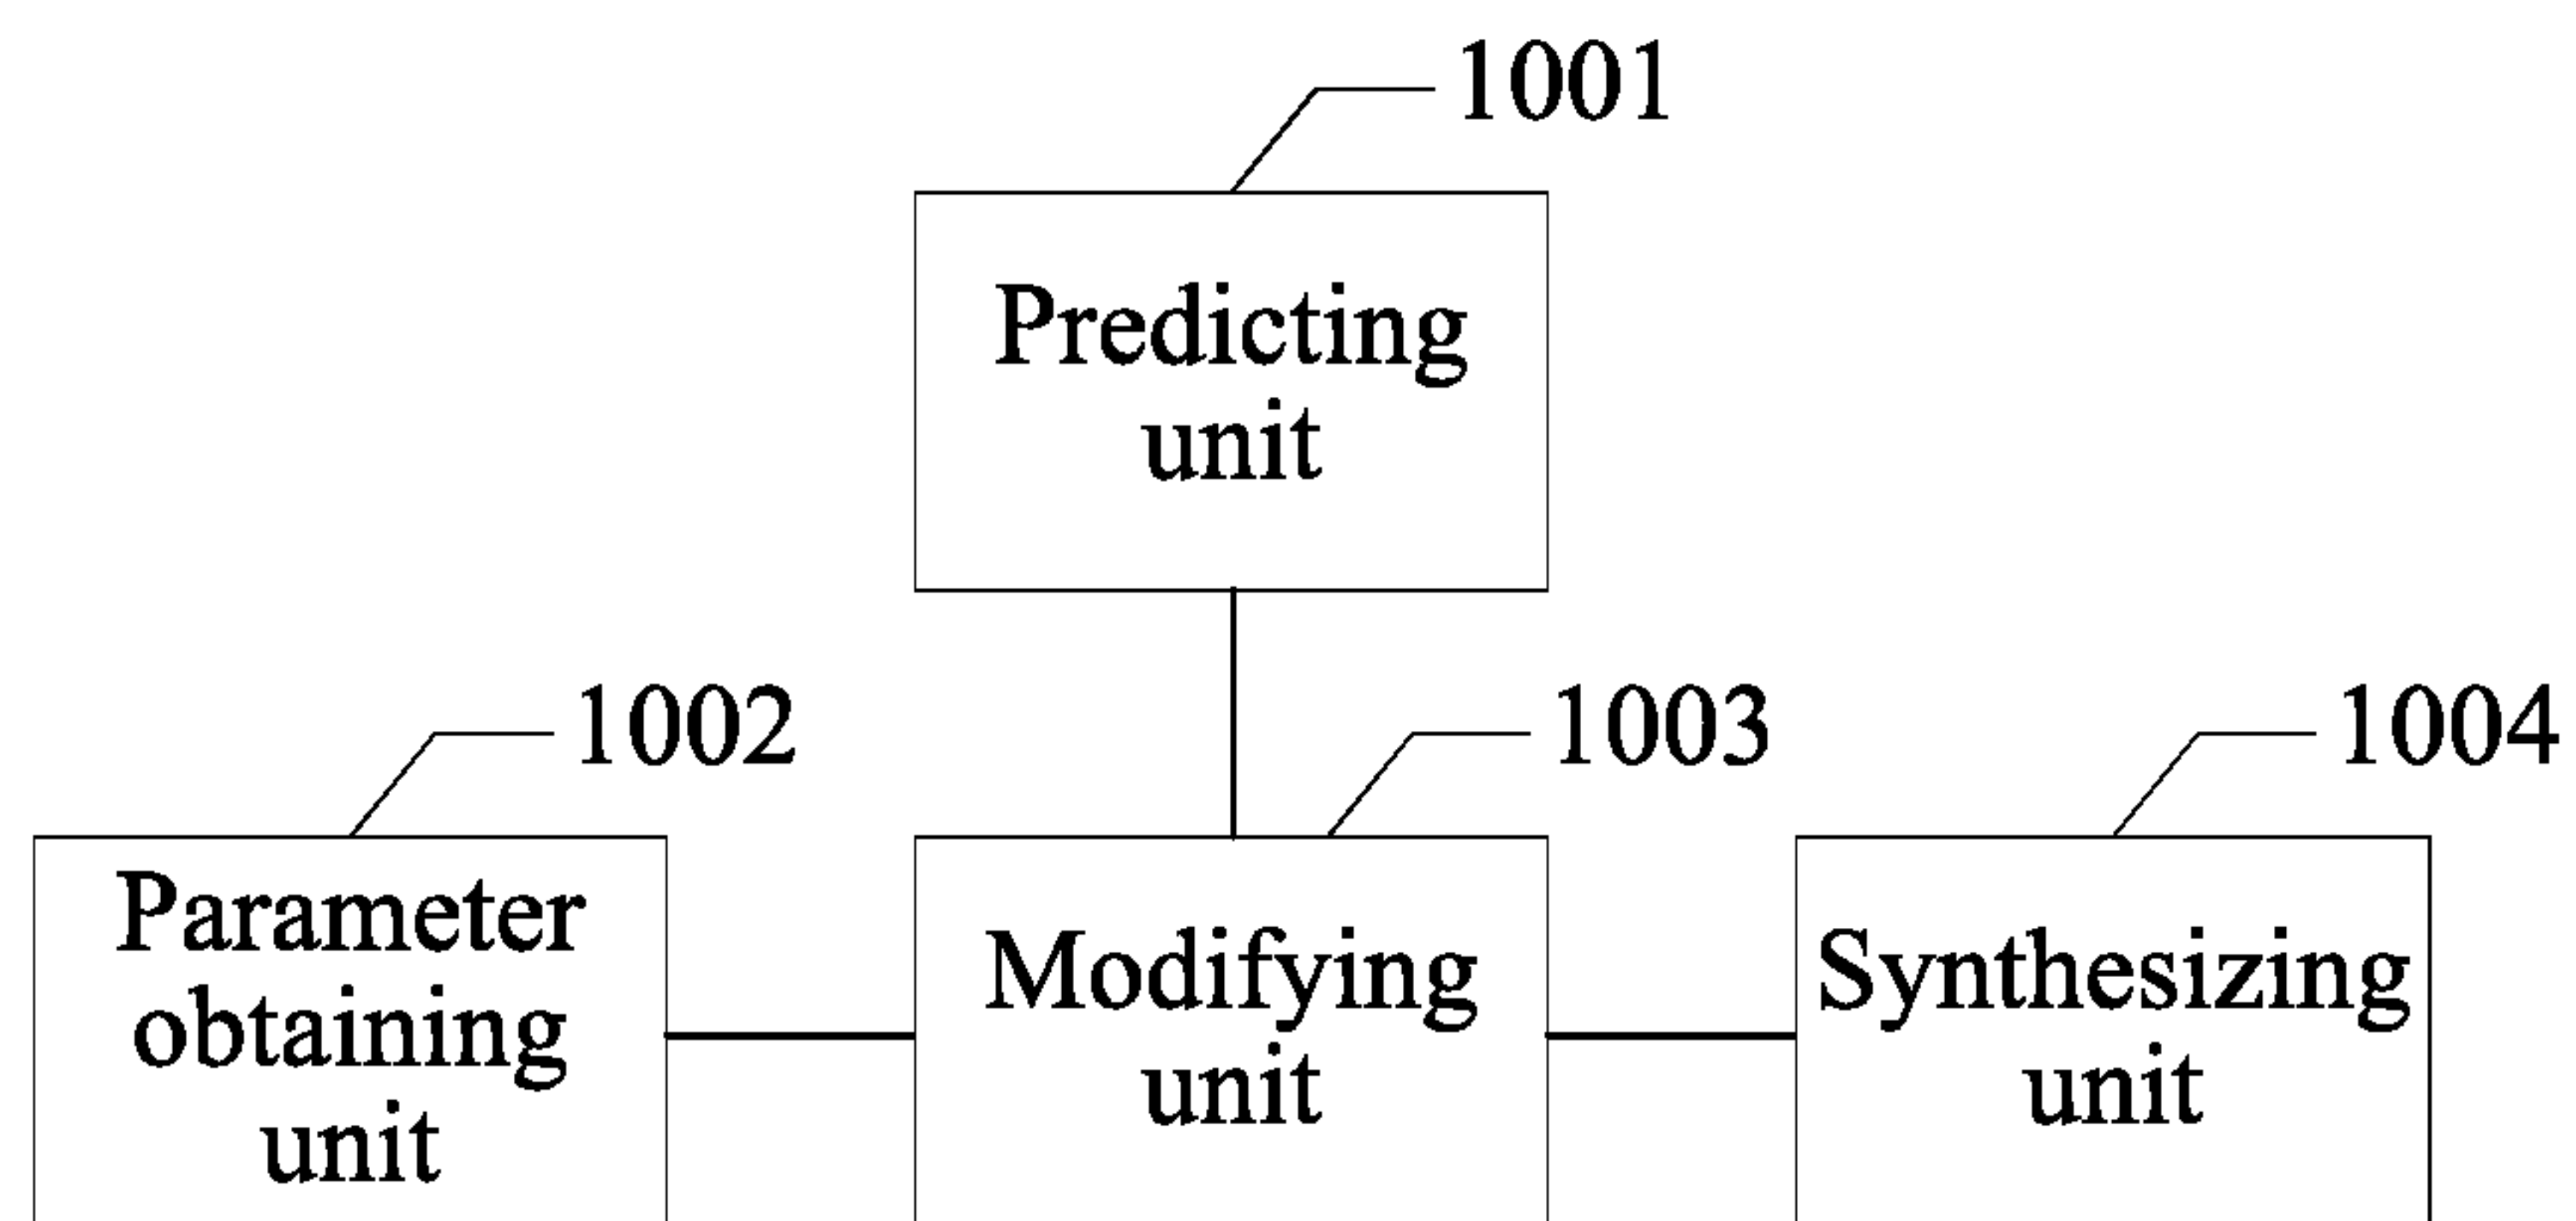 1001
Predicting
unit
1002
1003
1004
Parameter
obtaining
unit
Modifying
unit
Synthesizing
unit